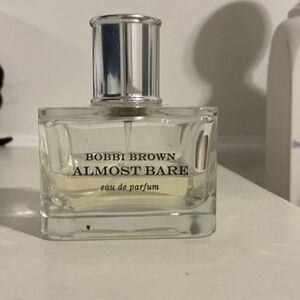 BOBBI BROWN
ALMOST BARE
eau de parfum